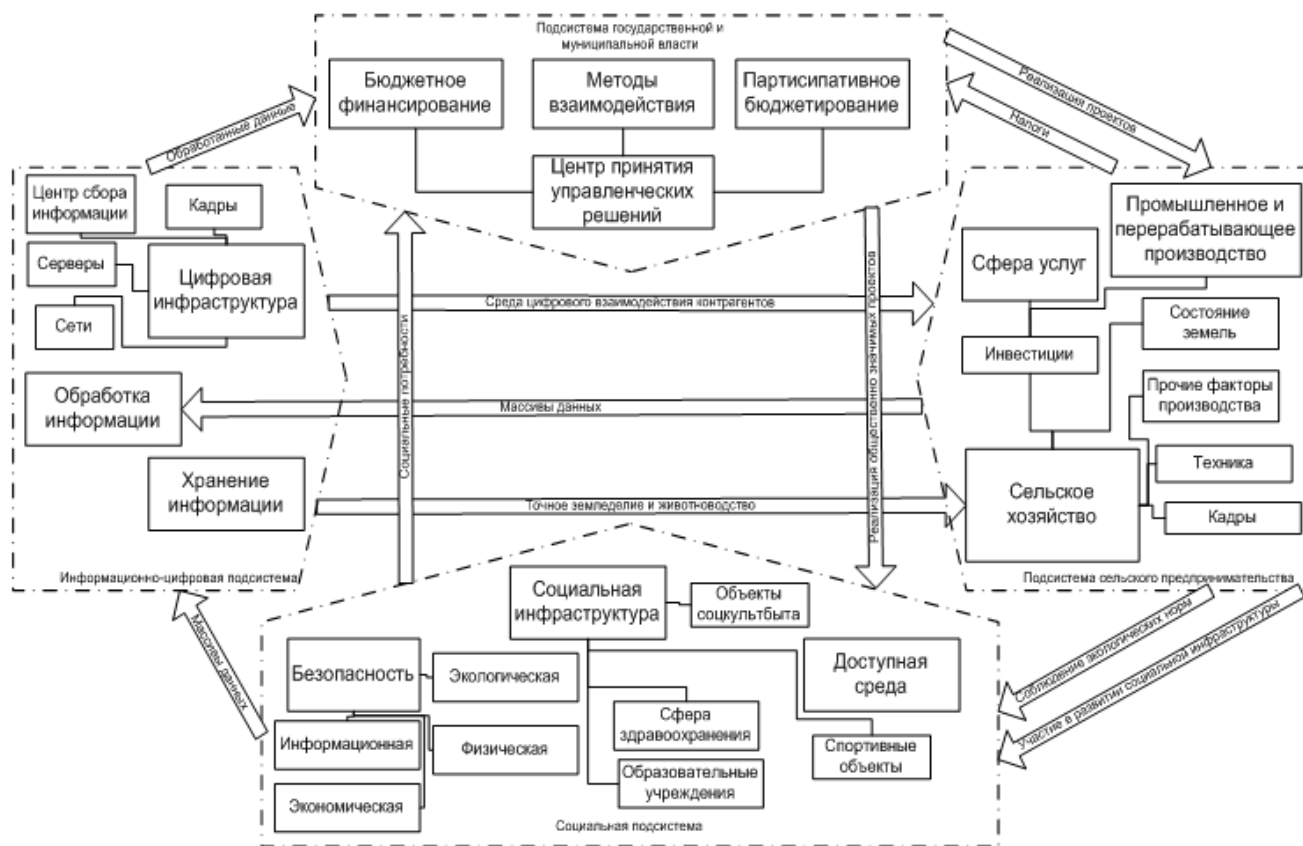 Подсистема государственной и
муниципальной власти
Бюджетное
финансирование
Методы
взаимодействия
Партисипативное
бюджетирование
Центр принятия
управленческих
решений
Обработанные данные
Реализация проектов
Налоги
Центр сбора
информации
Кадры
Серверы
Цифровая
инфраструктура
Сети
Обработка
информации
Хранение
информации
Информационно-цифровая подсистема
Среда цифрового взаимодействия контрагентов
Массивы данных
Точное земледелие и животноводство
Социальные потребности
Реализация общественно значимых проектов
Промышленное и
перерабатывающее
производство
Сфера услуг
Состояние
земель
Инвестиции
Прочие факторы
производства
Техника
Сельское
хозяйство
Кадры
Подсистема сельского предпринимательства
Массивы данных
Соблюдение экологических норм
Участие в развитии социальной инфраструктуры
Социальная
инфраструктура
Объекты
соцкультбыта
Безопасность
Экологическая
Доступная
среда
Информационная
Физическая
Сфера
здравоохранения
Спортивные
объекты
Экономическая
Образовательные
учреждения
Социальная подсистема